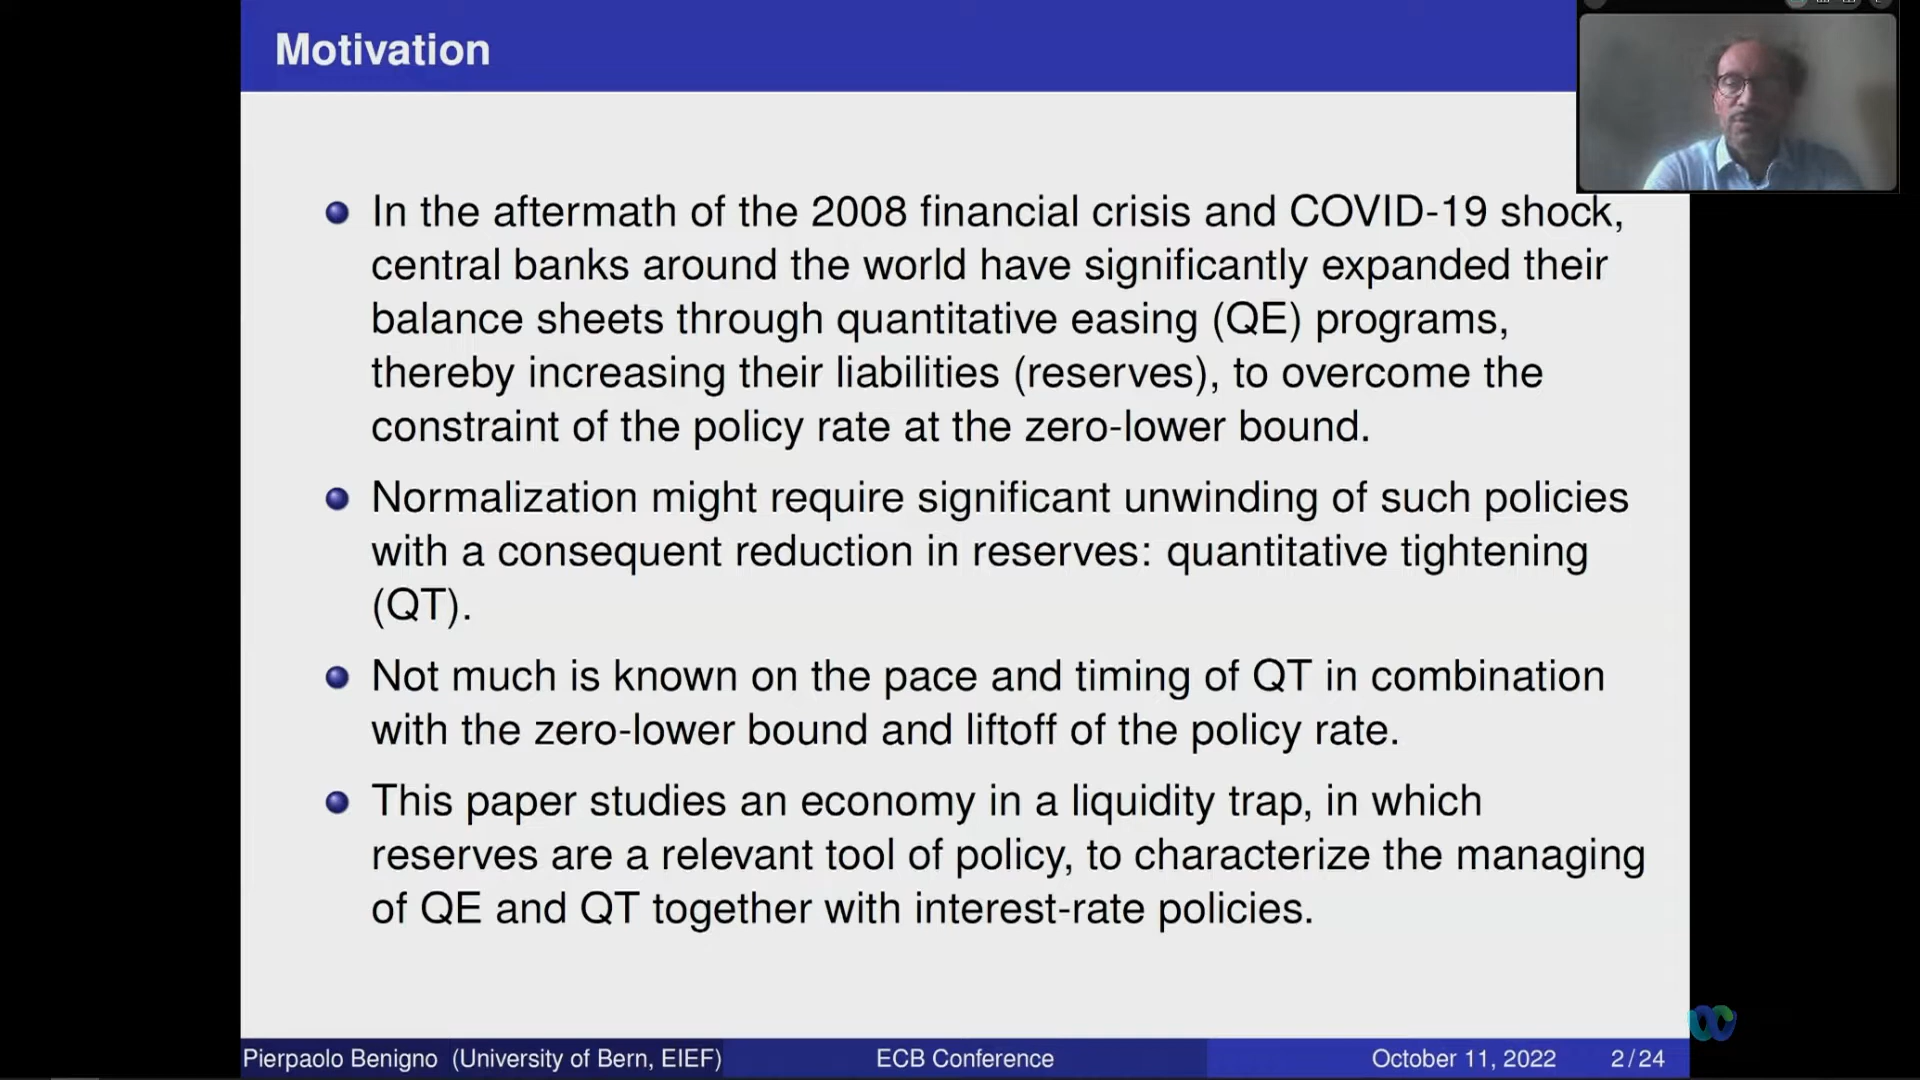 Motivation
In the aftermath of the 2008 financial crisis and COVID-19 shock,
central banks around the world have significantly expanded their
balance sheets through quantitative easing (QE) programs,
thereby increasing their liabilities (reserves), to overcome the
constraint of the policy rate at the zero-lower bound.
Normalization might require significant unwinding of such policies
with a consequent reduction in reserves: quantitative tightening
(QT).
Not much is known on the pace and timing of QT in combination
with the zero-lower bound and liftoff of the policy rate.
This paper studies an economy in a liquidity trap, in which
reserves are a relevant tool of policy, to characterize the managing
of QE and QT together with interest-rate policies.
Pierpaolo Benigno (University of Bern, EIEF) ECB Conference October 11, 2022 2 / 24